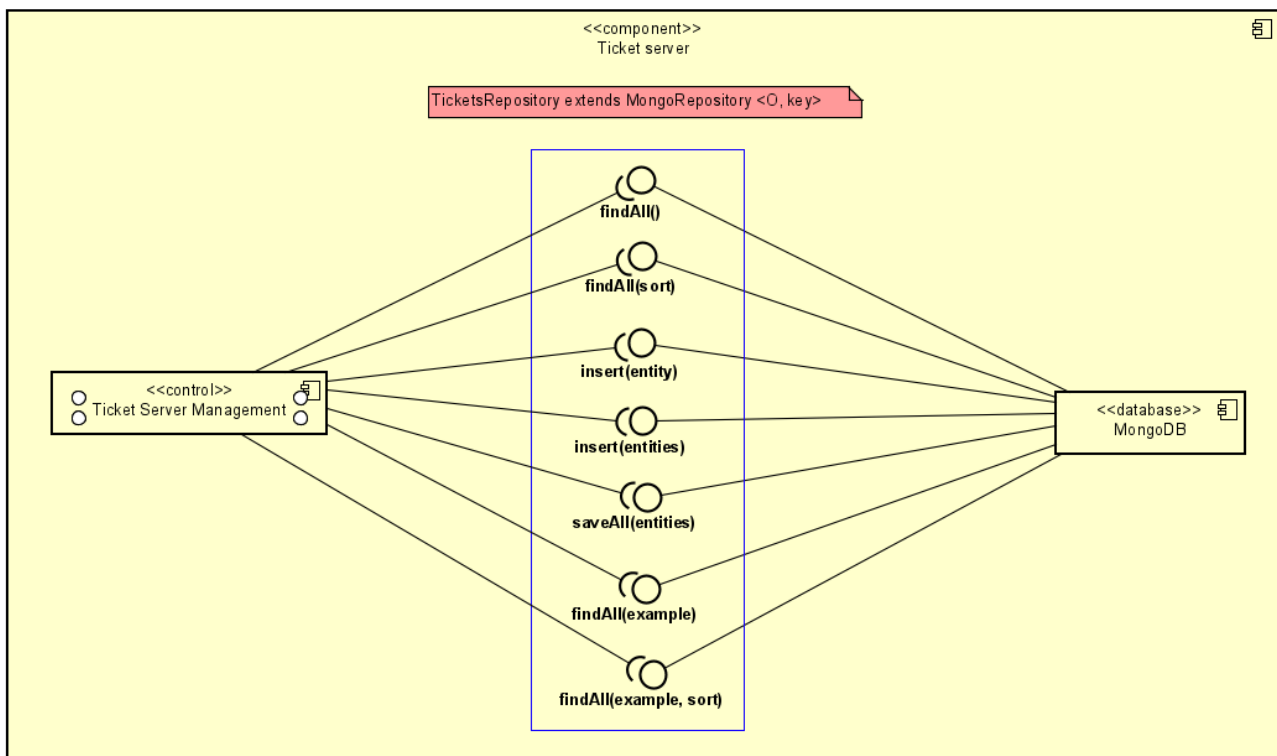 <<component>>
Ticket server
TicketsRepository extends MongoRepository <O, key>
findAll()
findAll(sort)
insert(entity)
<<control>>
Ticket Server Management
<<database>>
MongoDB
insert(entities)
saveAll(entities)
findAll(example)
findAll(example, sort)